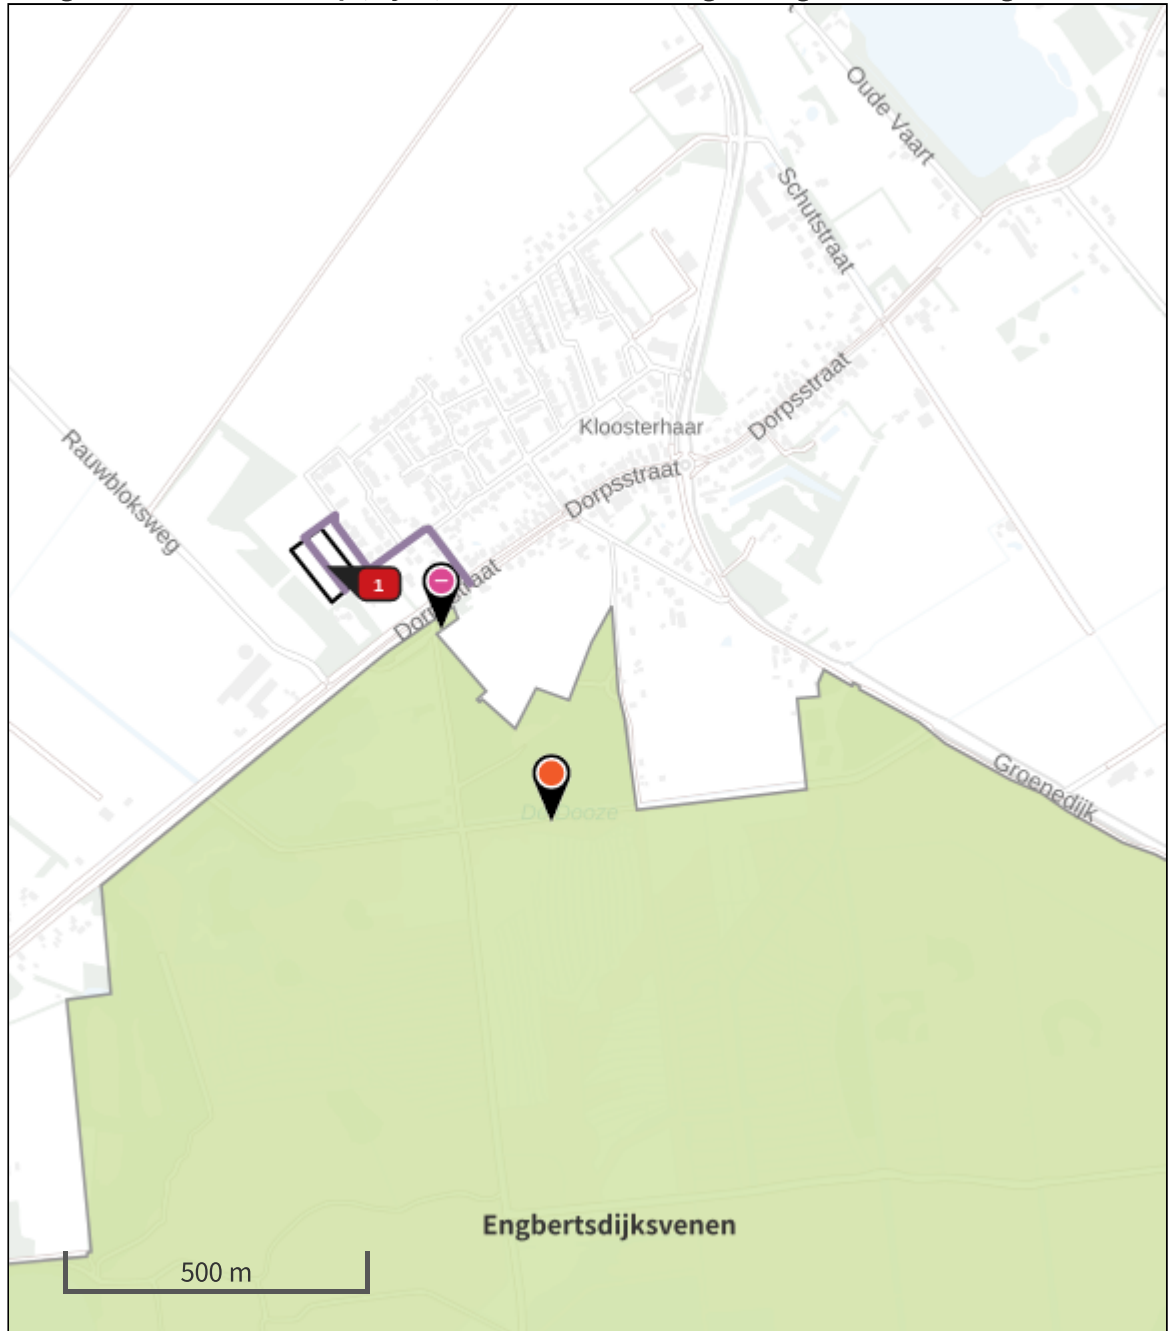 Oude Vaart
Schutstraat
Dorpsstraat
Kloosterhaar
Rauwbloksweg
Dorpsstraat
1
Groenedijk
Engbertsdijksvenen
500 m